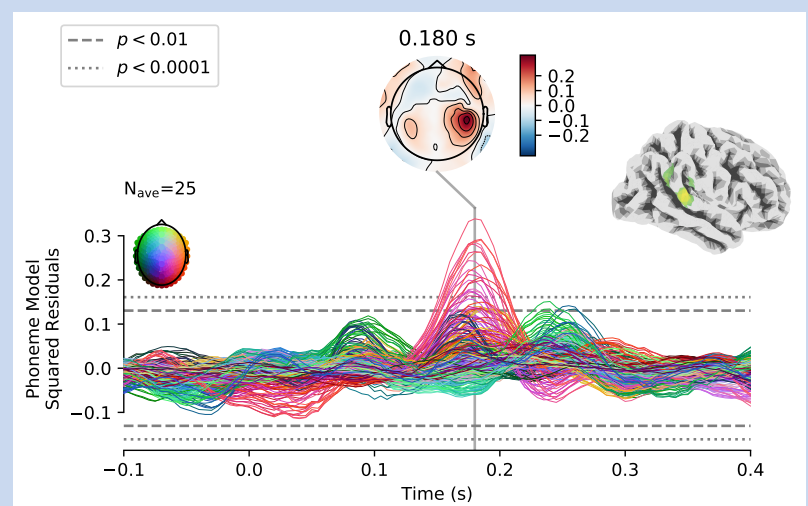 p < 0.01
p < 0.0001
0.180 s
0.2
0.1
0.0
−0.1
−0.2
Nave=25
Phoneme Model
Squared Residuals
0.3
0.2
0.1
0.0
−0.1
−0.1 0.0 0.1 0.2 0.3 0.4
Time (s)